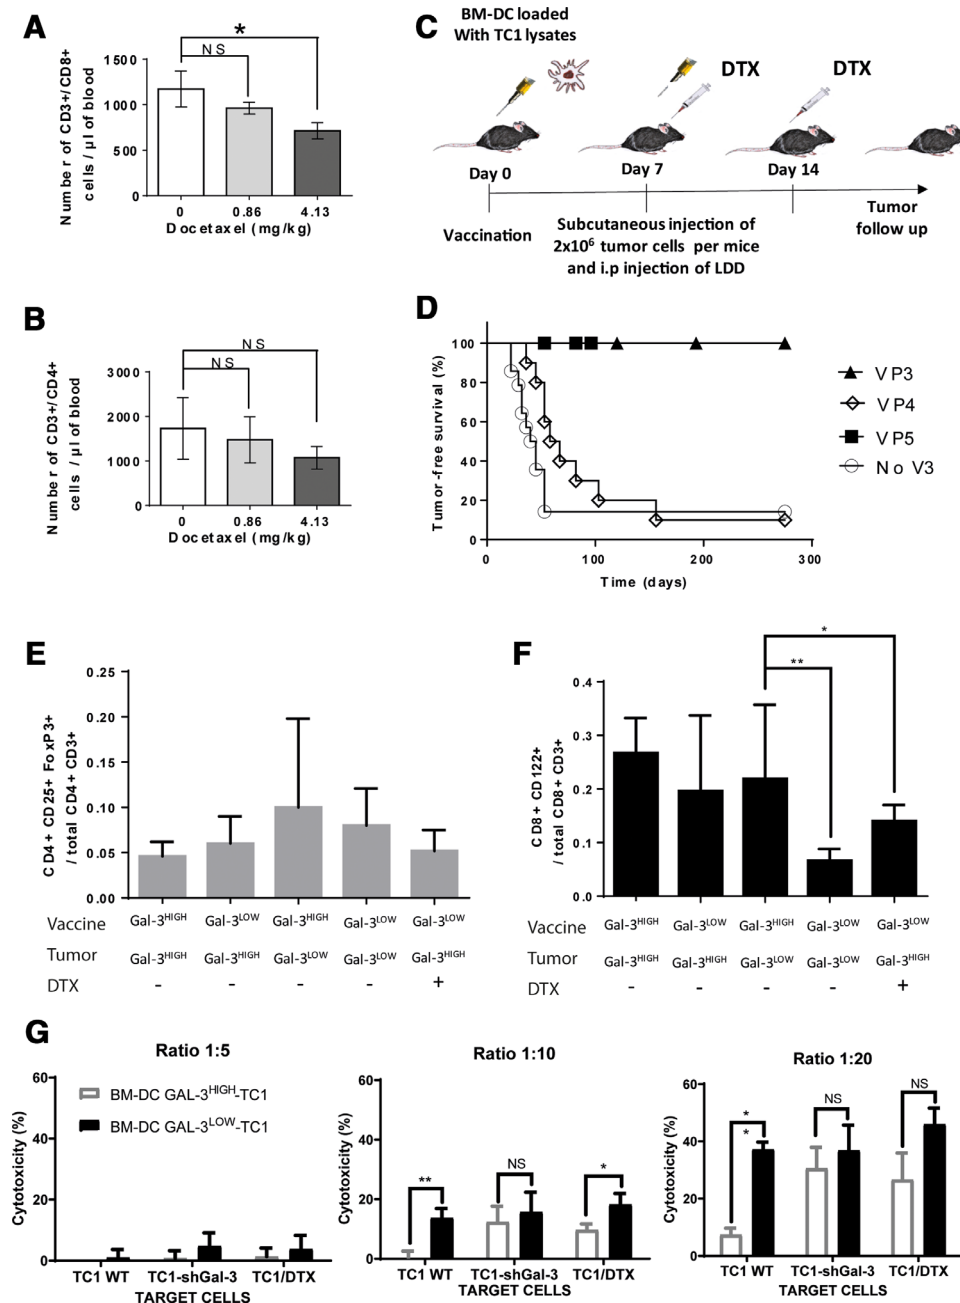 A
*
NS
1500
1000
500
0
Number of CD3+/CD8+
cells / µl of blood
0 0.86 4.13
Docetaxel (mg/kg)
B
NS
NS
3000
2000
1000
0
Number of CD3+/CD4+
cells / µl of blood
0 0.86 4.13
Docetaxel (mg/kg)
C
BM-DC loaded
With TC1 lysates
DTX
DTX
Day 0
Day 7
Day 14
Vaccination
Subcutaneous injection of
2x10⁶ tumor cells per mice
and i.p injection of LDD
Tumor
follow up
D
100
80
60
40
20
0
Tumor-free survival (%)
0 100 200 300
Time (days)
VP3
VP4
VP5
No V3
E
0.25
0.20
0.15
0.10
0.05
0.00
CD4+ CD25+ FoxP3+
/ total CD4+ CD3+
Vaccine Gal-3HIGH Gal-3LOW Gal-3HIGH Gal-3LOW Gal-3LOW
Tumor Gal-3HIGH Gal-3HIGH Gal-3LOW Gal-3LOW Gal-3HIGH
DTX - - - - +
F
*
**
0.4
0.3
0.2
0.1
0.0
CD8+ CD122+
/ total CD8+ CD3+
Vaccine Gal-3HIGH Gal-3LOW Gal-3HIGH Gal-3LOW Gal-3LOW
Tumor Gal-3HIGH Gal-3HIGH Gal-3LOW Gal-3LOW Gal-3HIGH
DTX - - - - +
G
Ratio 1:5
60
40
20
0
Cytotoxicity (%)
BM-DC GAL-3HIGH-TC1
BM-DC GAL-3LOW-TC1
TC1 WT TC1-shGal-3 TC1/DTX
TARGET CELLS
Ratio 1:10
60
40
20
0
Cytotoxicity (%)
** NS *
TC1 WT TC1-shGal-3 TC1/DTX
TARGET CELLS
Ratio 1:20
60
40
20
0
Cytotoxicity (%)
* * NS NS
TC1 WT TC1-shGal-3 TC1/DTX
TARGET CELLS